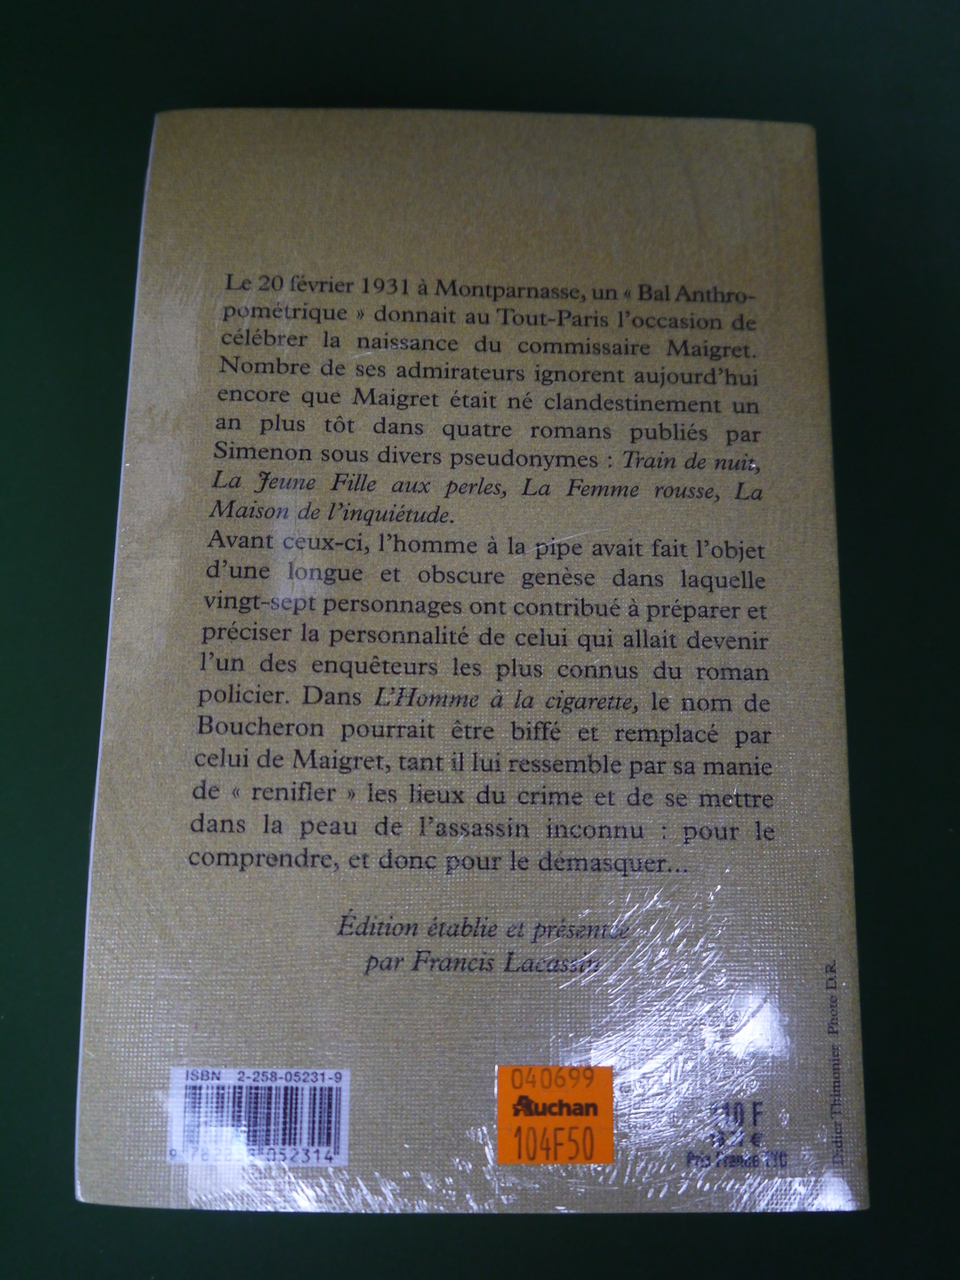 Le 20 février 1931 à Montparnasse, un « Bal Anthro-
pométrique » donnait au Tout-Paris l'occasion de
célébrer la naissance du commissaire Maigret.
Nombre de ses admirateurs ignorent aujourd'hui
encore que Maigret était né clandestinement un
an plus tôt dans quatre romans publiés par
Simenon sous divers pseudonymes : Train de nuit,
La Jeune Fille aux perles, La Femme rousse, La
Maison de l'inquiétude.
Avant ceux-ci, l'homme à la pipe avait fait l'objet
d'une longue et obscure genèse dans laquelle
vingt-sept personnages ont contribué à préparer et
préciser la personnalité de celui qui allait devenir
l'un des enquêteurs les plus connus du roman
policier. Dans L'Homme à la cigarette, le nom de
Boucheron pourrait être biffé et remplacé par
celui de Maigret, tant il lui ressemble par sa manie
de « renifler » les lieux du crime et de se mettre
dans la peau de l'assassin inconnu : pour le
comprendre, et donc pour le démasquer...
Édition établie et présentée
par Francis Lacassin
ISBN 2-258-05231-9
9 782258 052314
040699
Auchan
104F50
110 F
Prix France TTC
Didier Thimonier Photo D.R.